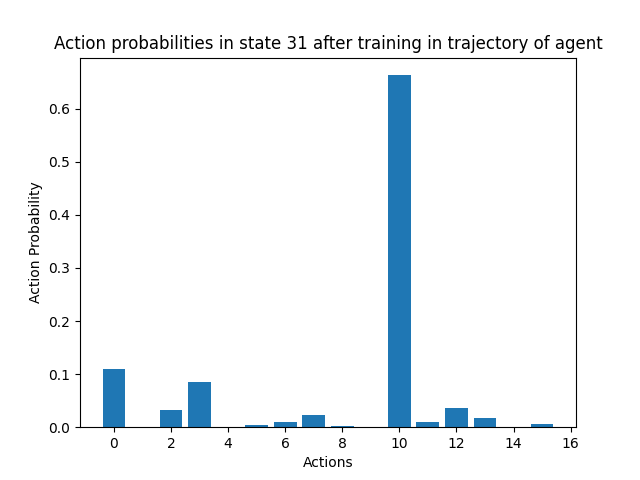 Action probabilities in state 31 after training in trajectory of agent
0.6
0.5
0.4
0.3
0.2
0.1
0.0
Action Probability
0 2 4 6 8 10 12 14 16
Actions